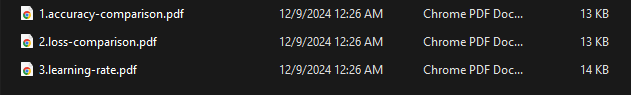 1.accuracy-comparison.pdf 12/9/2024 12:26 AM Chrome PDF Doc... 13 KB
2.loss-comparison.pdf 12/9/2024 12:26 AM Chrome PDF Doc... 13 KB
3.learning-rate.pdf 12/9/2024 12:26 AM Chrome PDF Doc... 14 KB